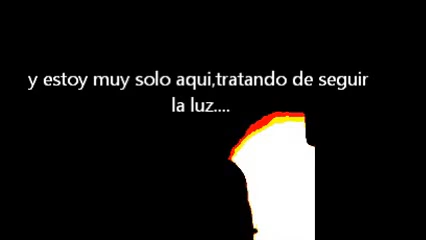 y estoy muy solo aqui,tratando de seguir
la luz....